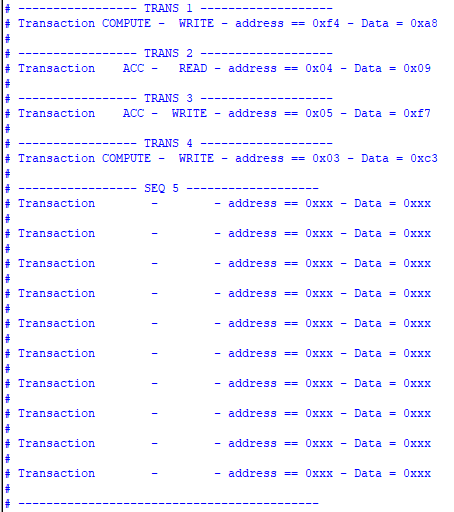 # ----------------- TRANS 1 -------------------
# Transaction COMPUTE -  WRITE - address == 0xf4 - Data = 0xa8
#
# ----------------- TRANS 2 -------------------
# Transaction    ACC -   READ - address == 0x04 - Data = 0x09
#
# ----------------- TRANS 3 -------------------
# Transaction    ACC -  WRITE - address == 0x05 - Data = 0xf7
#
# ----------------- TRANS 4 -------------------
# Transaction COMPUTE -  WRITE - address == 0x03 - Data = 0xc3
#
# ----------------- SEQ 5 -------------------
# Transaction        -        - address == 0xxx - Data = 0xxx
#
# Transaction        -        - address == 0xxx - Data = 0xxx
#
# Transaction        -        - address == 0xxx - Data = 0xxx
#
# Transaction        -        - address == 0xxx - Data = 0xxx
#
# Transaction        -        - address == 0xxx - Data = 0xxx
#
# Transaction        -        - address == 0xxx - Data = 0xxx
#
# Transaction        -        - address == 0xxx - Data = 0xxx
#
# Transaction        -        - address == 0xxx - Data = 0xxx
#
# Transaction        -        - address == 0xxx - Data = 0xxx
#
# Transaction        -        - address == 0xxx - Data = 0xxx
#
# -------------------------------------------